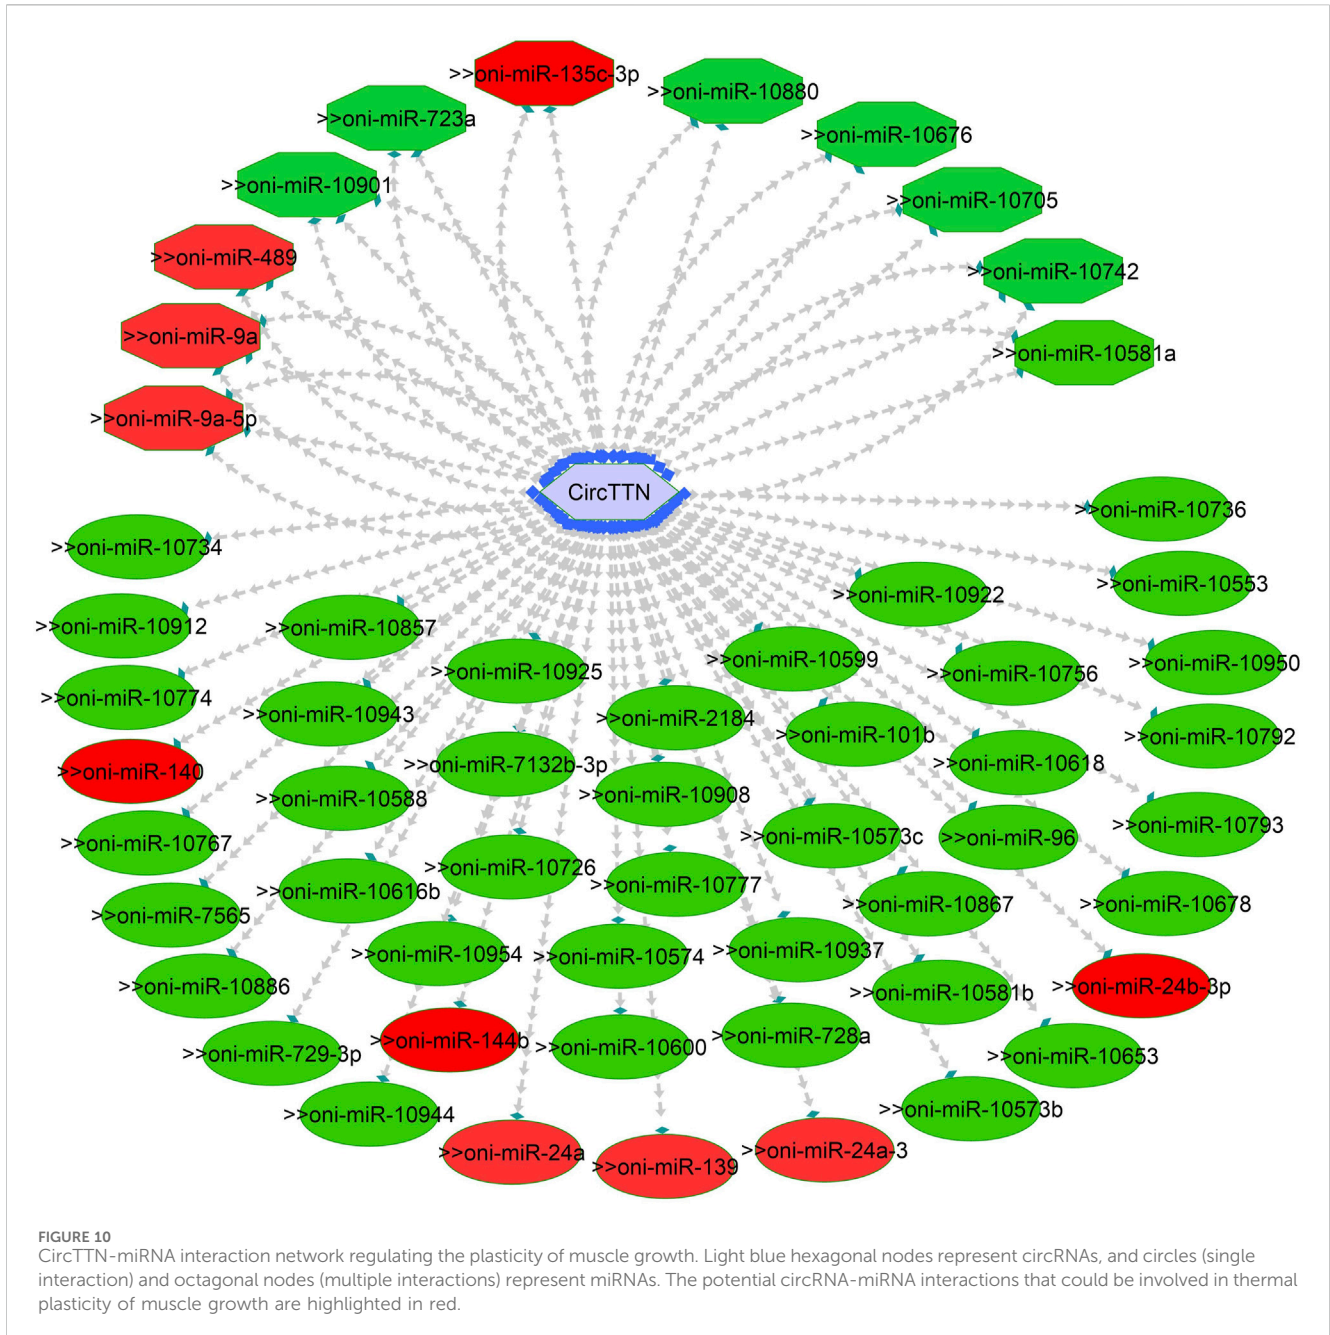 >>oni-miR-135c-3p
>>oni-miR-10880
>>oni-miR-723a
>>oni-miR-10676
>>oni-miR-10901
>>oni-miR-10705
>>oni-miR-489
>>oni-miR-10742
>>oni-miR-9a
>>oni-miR-10581a
>>oni-miR-9a-5p
CircTTN
>>oni-miR-10736
>>oni-miR-10734
>>oni-miR-10553
>>oni-miR-10922
>>oni-miR-10912
>>oni-miR-10857
>>oni-miR-10599
>>oni-miR-10950
>>oni-miR-10925
>>oni-miR-10756
>>oni-miR-10774
>>oni-miR-10943
>>oni-miR-2184
>>oni-miR-101b
>>oni-miR-10792
>>oni-miR-7132b-3p
>>oni-miR-10618
>>oni-miR-140
>>oni-miR-10588
>>oni-miR-10908
>>oni-miR-10793
>>oni-miR-10573c
>>oni-miR-96
>>oni-miR-10767
>>oni-miR-10726
>>oni-miR-10777
>>oni-miR-10616b
>>oni-miR-10867
>>oni-miR-10678
>>oni-miR-7565
>>oni-miR-10954
>>oni-miR-10574
>>oni-miR-10937
>>oni-miR-10886
>>oni-miR-10581b
>>oni-miR-24b-3p
>>oni-miR-729-3p
>>oni-miR-144b
>>oni-miR-10600
>>oni-miR-728a
>>oni-miR-10653
>>oni-miR-10944
>>oni-miR-10573b
>>oni-miR-24a
>>oni-miR-139
>>oni-miR-24a-3
FIGURE 10
CircTTN-miRNA interaction network regulating the plasticity of muscle growth. Light blue hexagonal nodes represent circRNAs, and circles (single
interaction) and octagonal nodes (multiple interactions) represent miRNAs. The potential circRNA-miRNA interactions that could be involved in thermal
plasticity of muscle growth are highlighted in red.